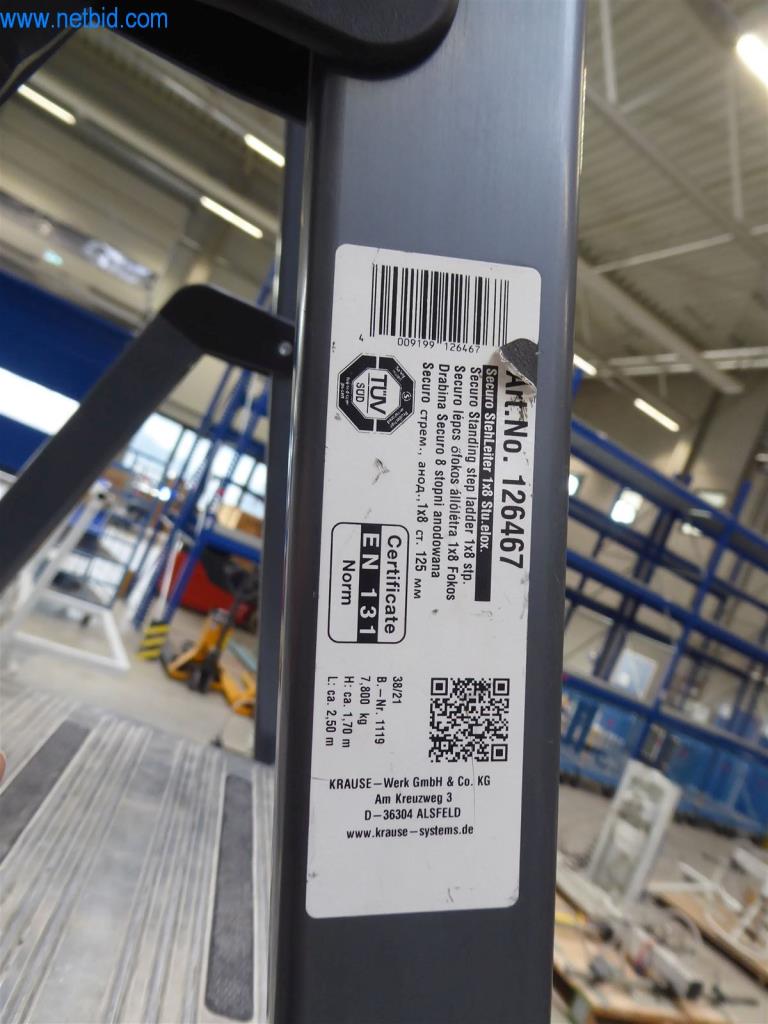 www.netbid.com
4 009199 126467
Art.No. 126467
Securo StehLeiter 1x8 Stu.elox.
Securo Standing step ladder 1x8 stp.
Securo lépcs őfokos állólétra 1x8 Fokos
Drabina Securo 8 stopni anodowana
Securo стрем., анод.,1x8 ст. 125 мм
TÜV
SÜD
Certificate
EN 131
Norm
38/21
B.–Nr. 1119
7,800 kg
H: ca. 1,70 m
L: ca. 2,50 m
KRAUSE–Werk GmbH & Co. KG
Am Kreuzweg 3
D–36304 ALSFELD
www.krause–systems.de